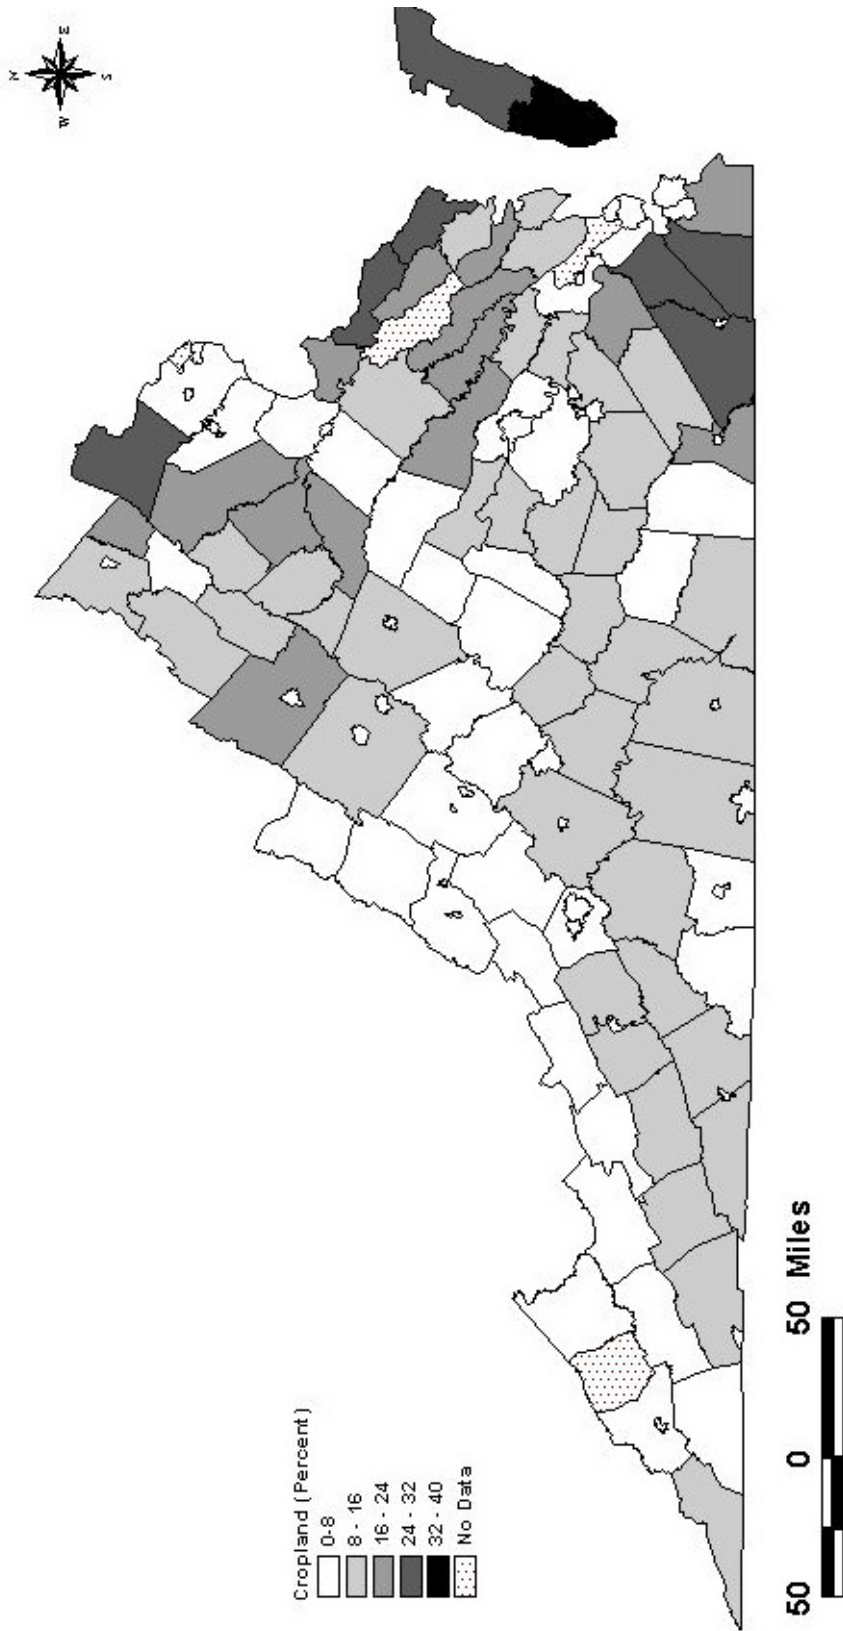 N
W E
S
Cropland (Percent)
0-8
8 - 16
16 - 24
24 - 32
32 - 40
No Data
50 0 50 Miles